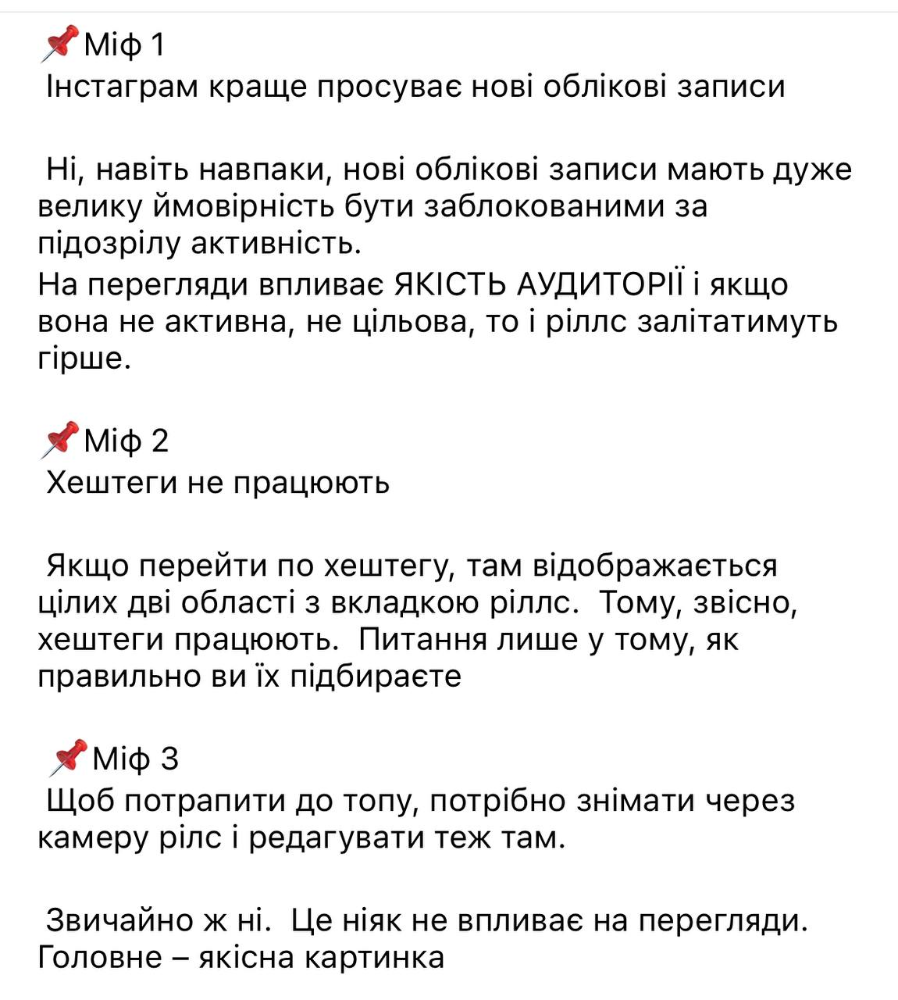 📌Міф 1
Інстаграм краще просуває нові облікові записи
Ні, навіть навпаки, нові облікові записи мають дуже
велику ймовірність бути заблокованими за
підозрілу активність.
На перегляди впливає ЯКІСТЬ АУДИТОРІЇ і якщо
вона не активна, не цільова, то і ріллс залітатимуть
гірше.
📌Міф 2
Хештеги не працюють
Якщо перейти по хештегу, там відображається
цілих дві області з вкладкою ріллс.  Тому, звісно,
хештеги працюють.  Питання лише у тому, як
правильно ви їх підбираєте
📌Міф 3
Щоб потрапити до топу, потрібно знімати через
камеру рілс і редагувати теж там.
Звичайно ж ні.  Це ніяк не впливає на перегляди.
Головне – якісна картинка